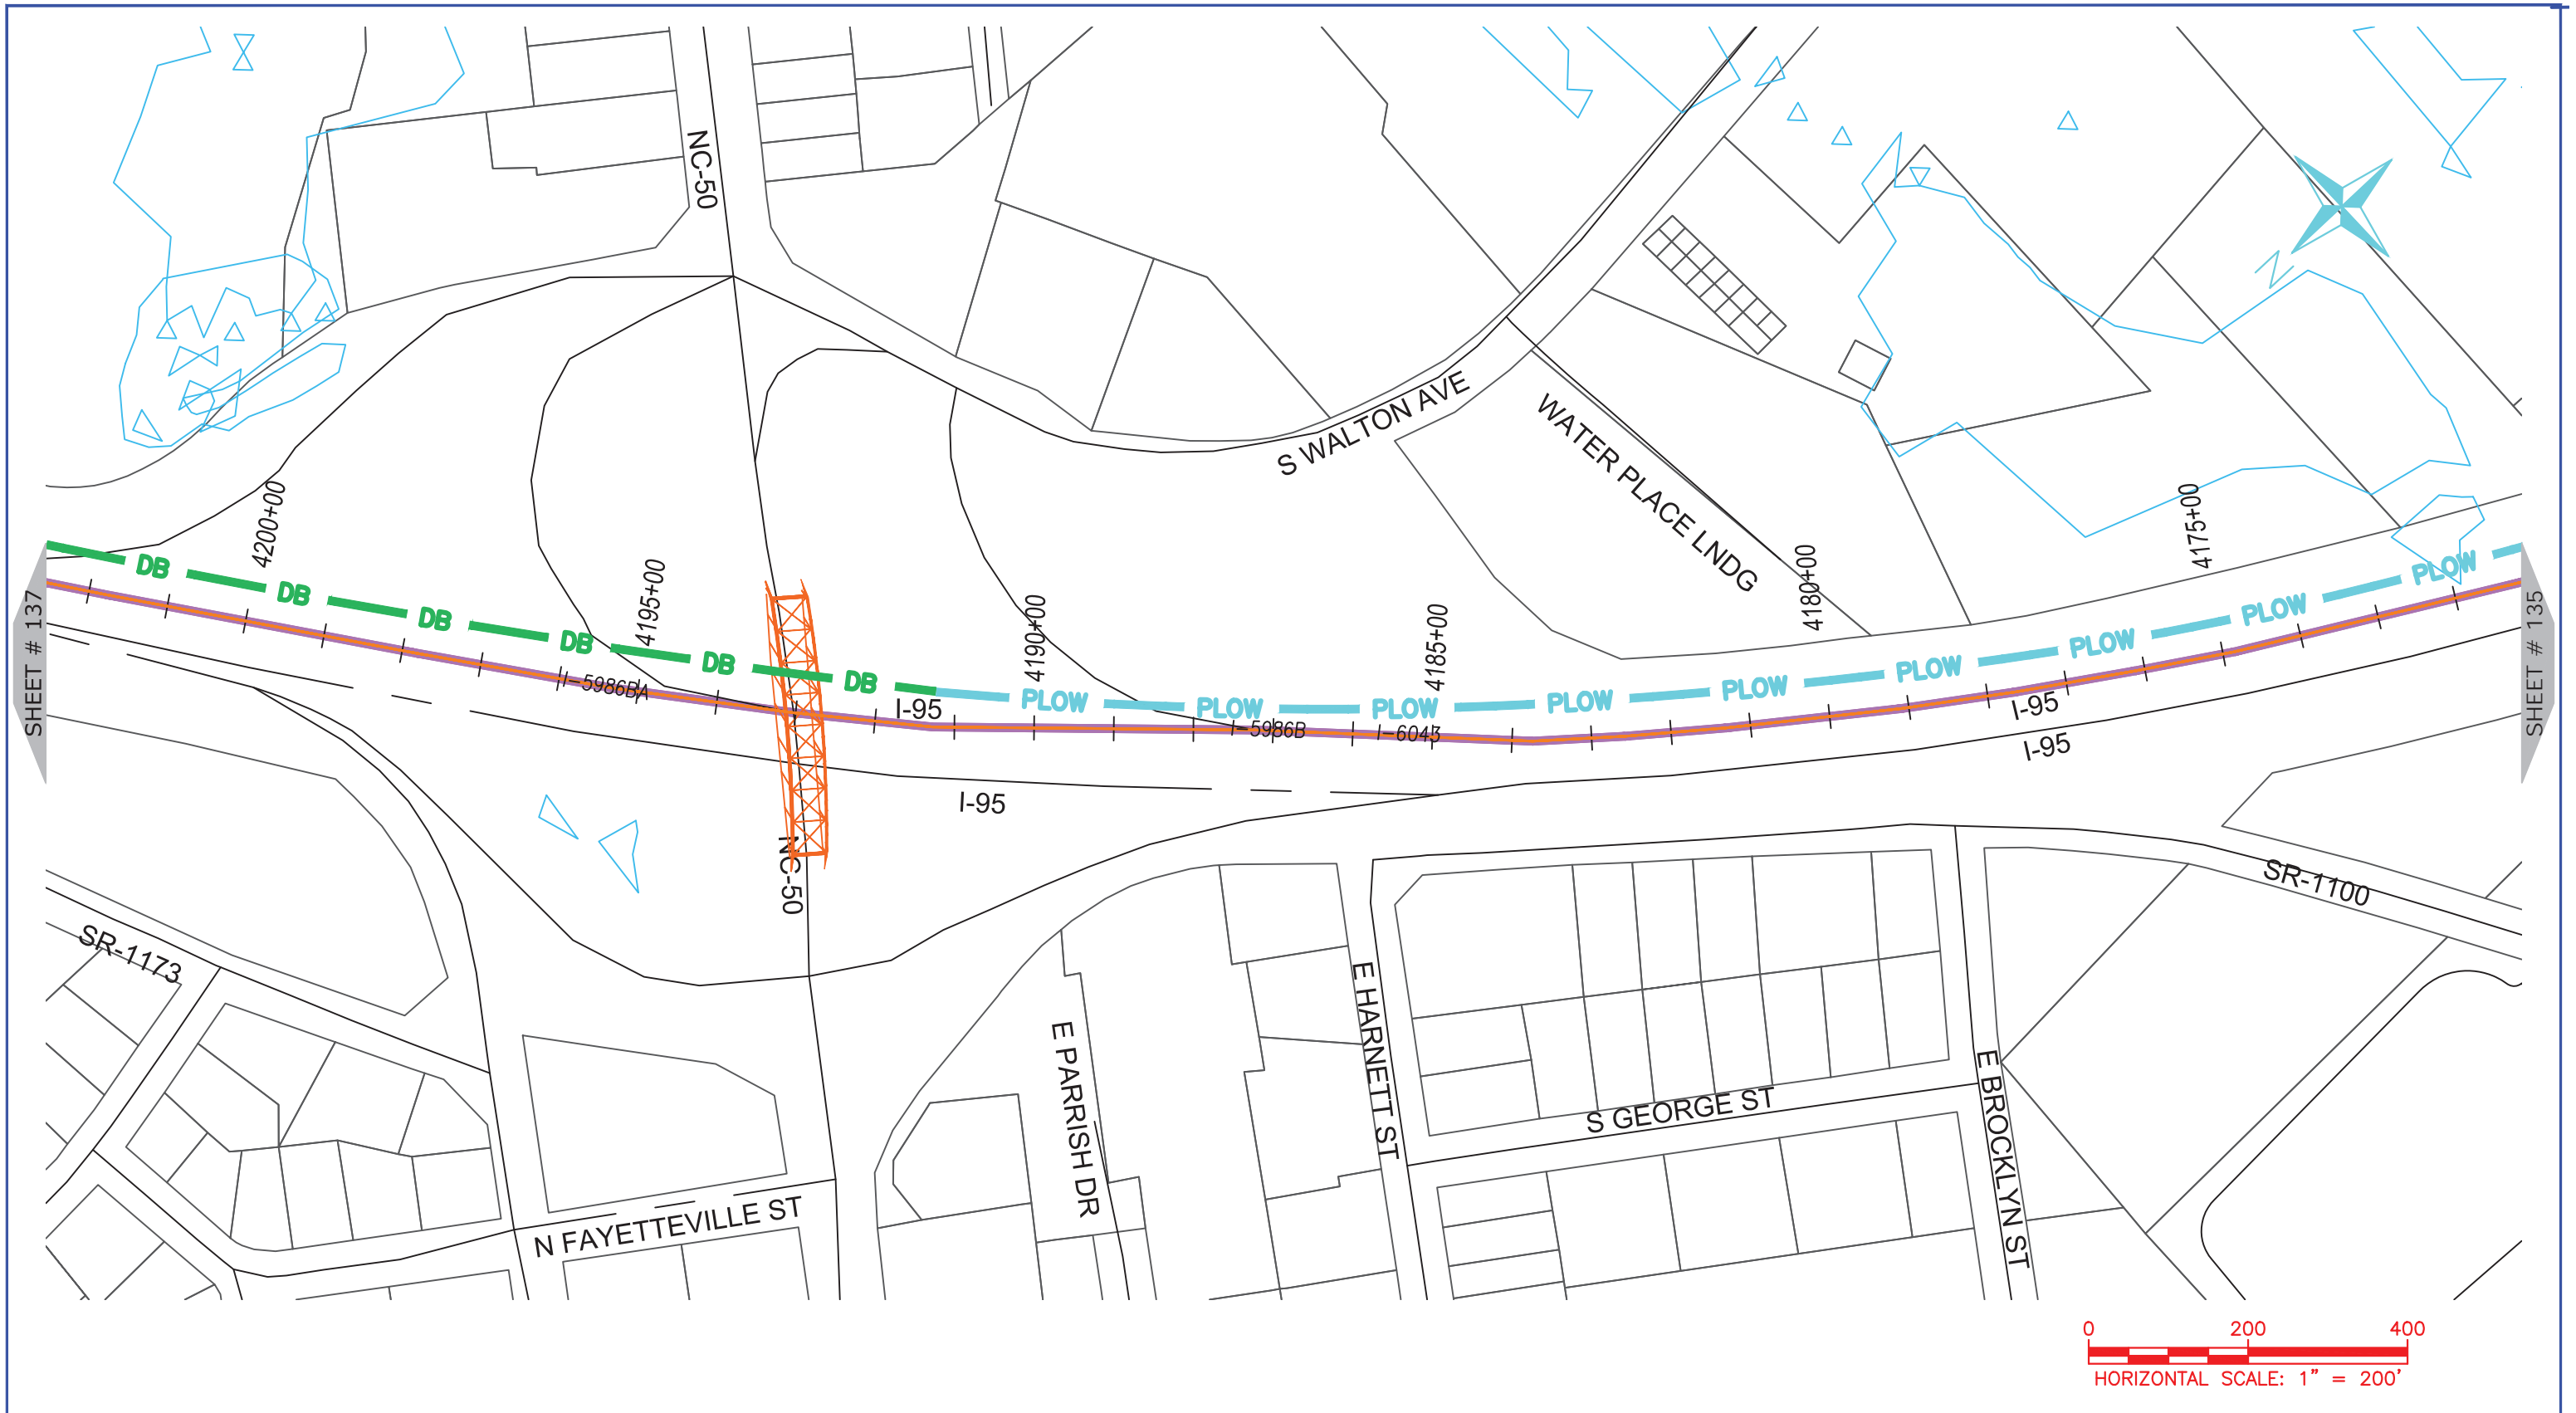 NC-50
S WALTON AVE
WATER PLACE LNDG
N
4200+00
4195+00
4190+00
4185+00
4180+00
4175+00
SHEET # 137
DB
DB
DB
DB
DB
DB
PLOW
PLOW
PLOW
PLOW
PLOW
PLOW
PLOW
PLOW
PLOW
SHEET # 135
I-5986BA
I-95
I-5986B
I-6043
I-95
I-95
I-95
NC-50
SR-1100
SR-1173
E PARRISH DR
E HARNETT ST
S GEORGE ST
E BROCKLYN ST
N FAYETTEVILLE ST
0 200 400
HORIZONTAL SCALE: 1" = 200'